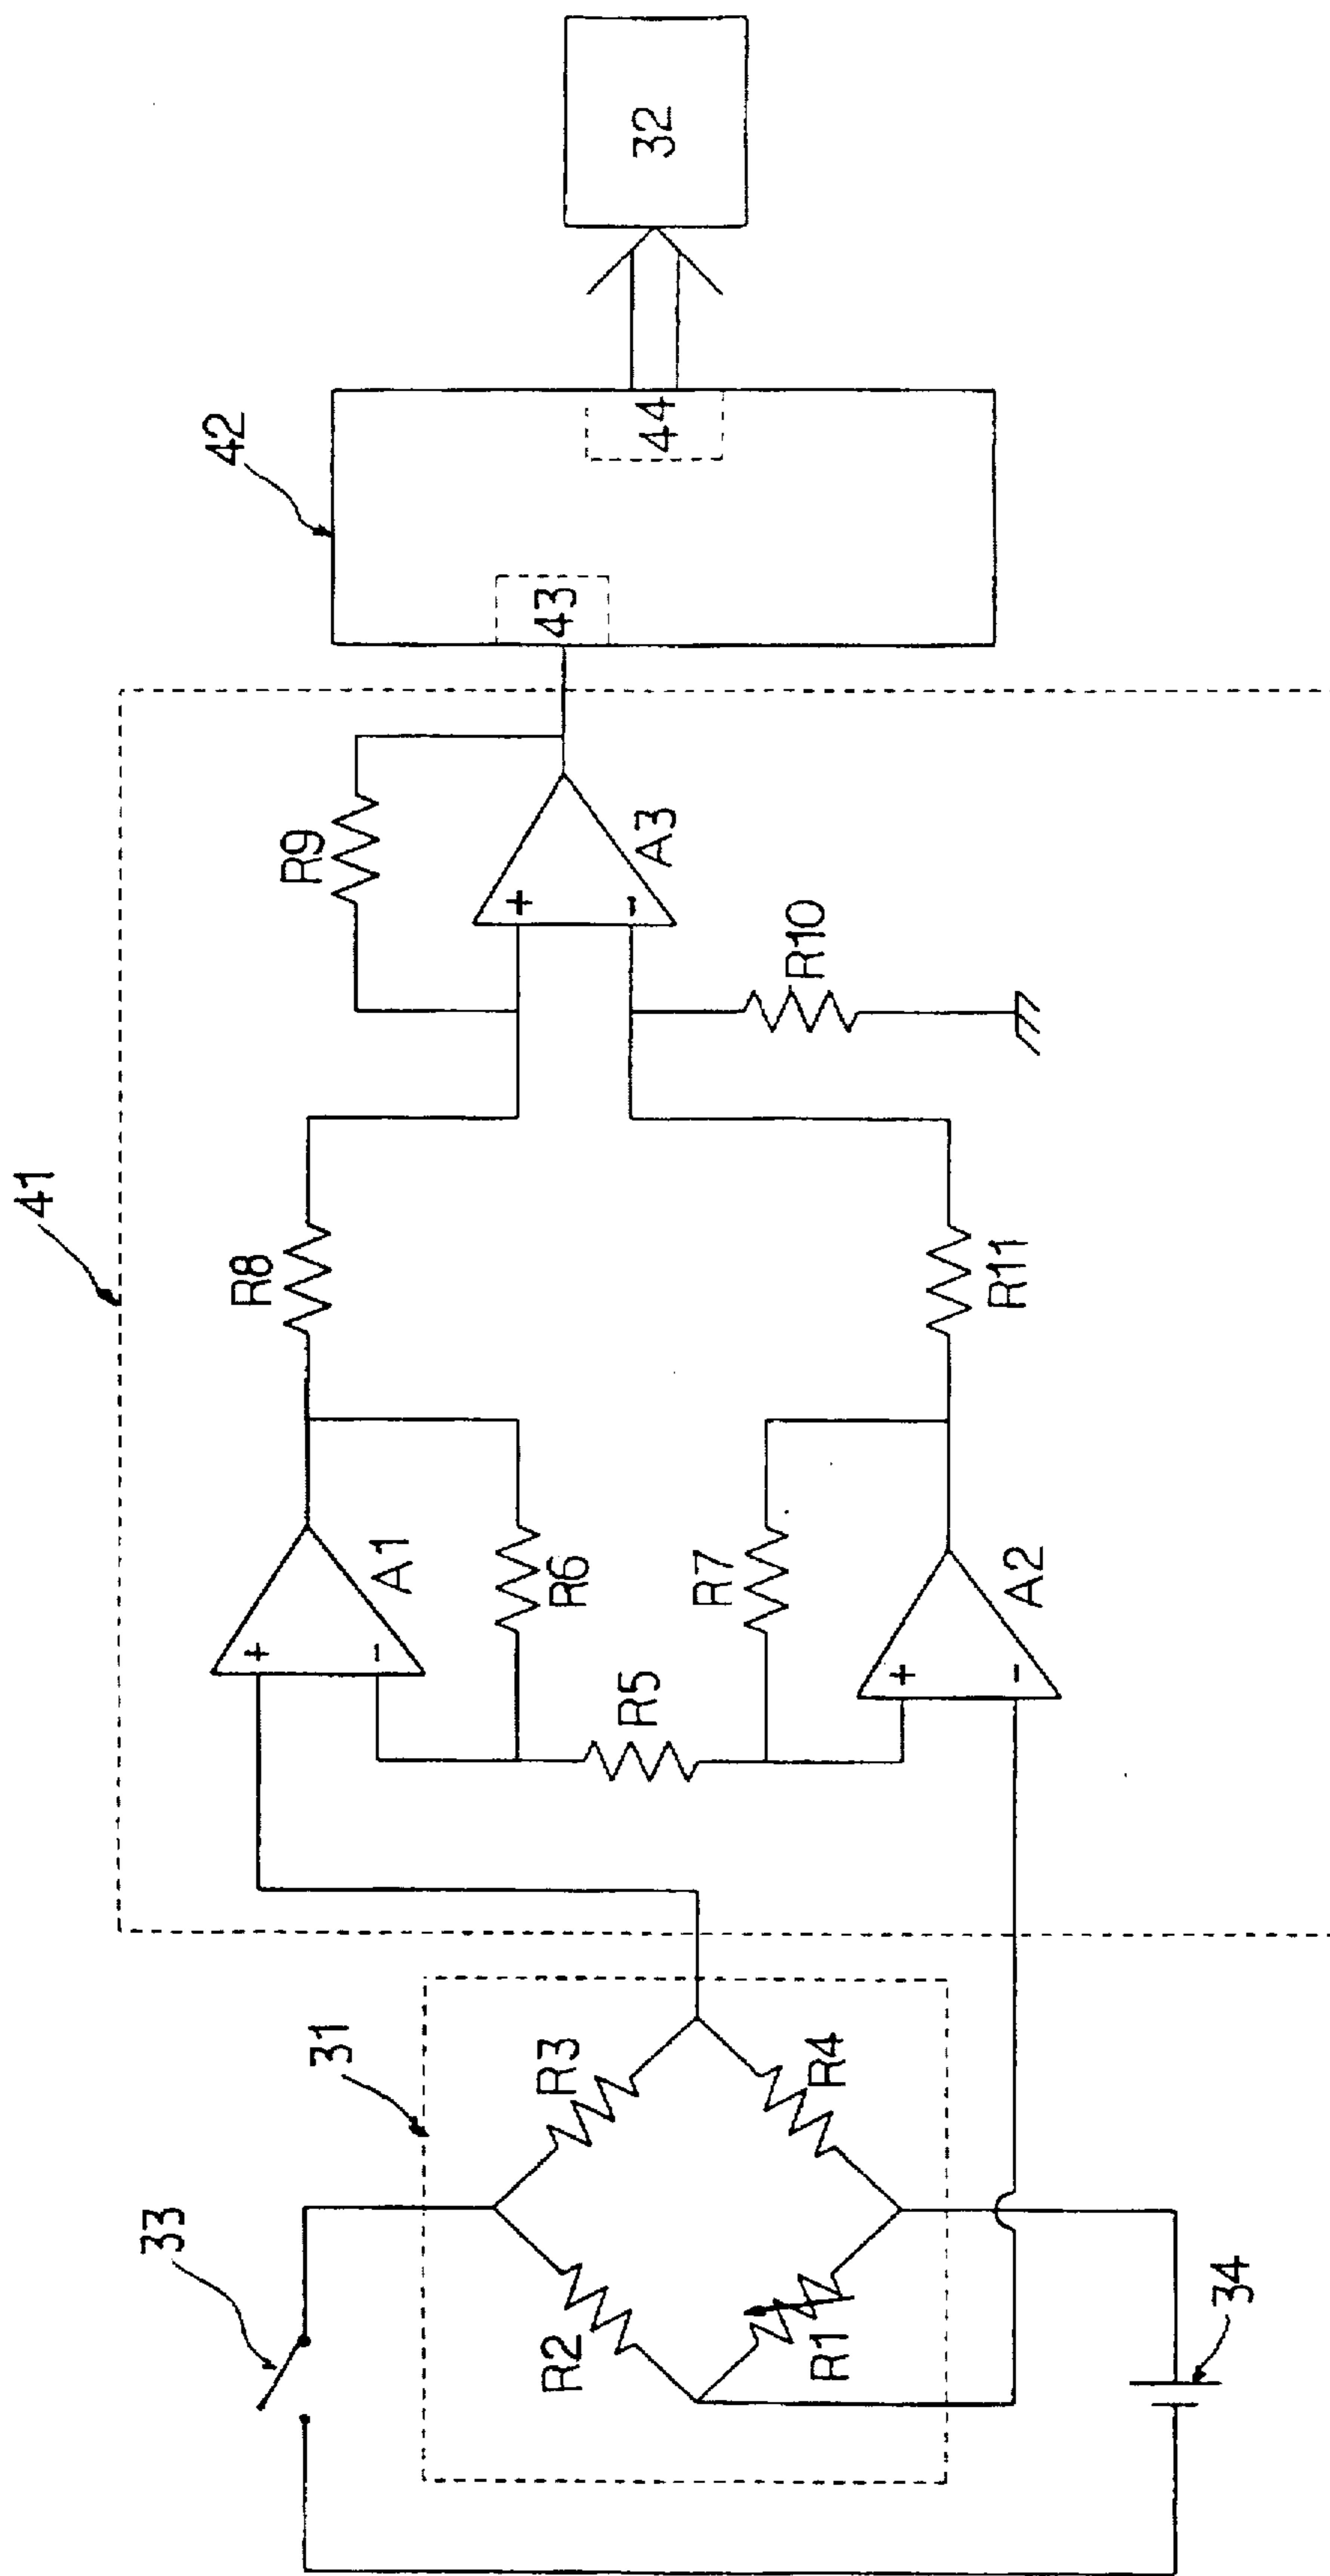 33
31
R2
R3
R1
R4
34
41
+
-
A1
R6
R5
R7
+
-
A2
R8
R11
R9
+
-
A3
R10
42
43
44
32